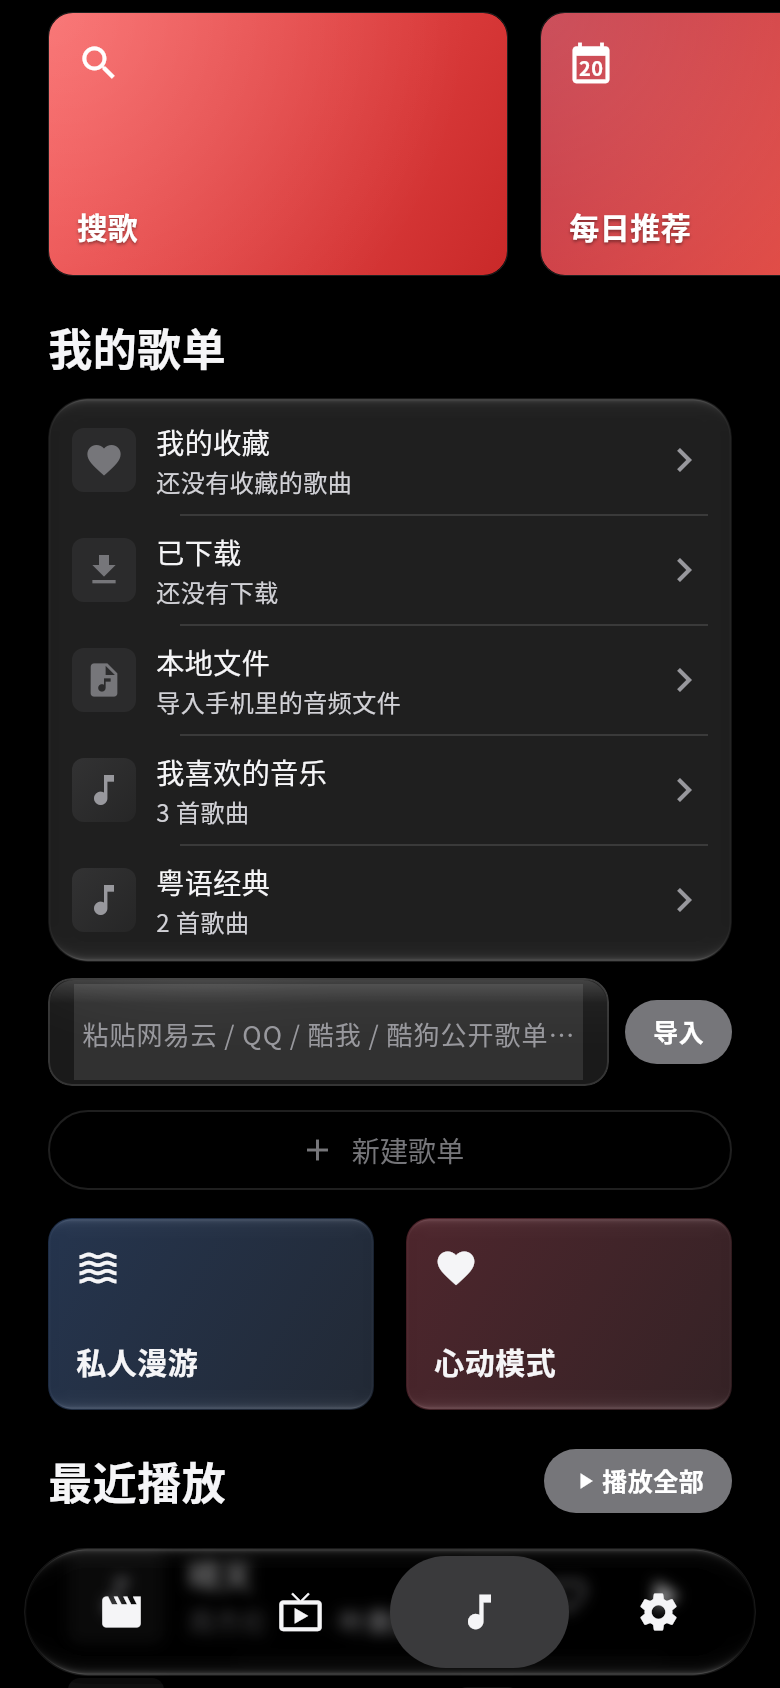 20
搜歌
每日推荐
我的歌单
我的收藏
还没有收藏的歌曲
已下载
还没有下载
本地文件
导入手机里的音频文件
我喜欢的音乐
3 首歌曲
粤语经典
2 首歌曲
粘贴网易云 / QQ / 酷我 / 酷狗公开歌单…
导入
新建歌单
私人漫游
心动模式
最近播放
播放全部